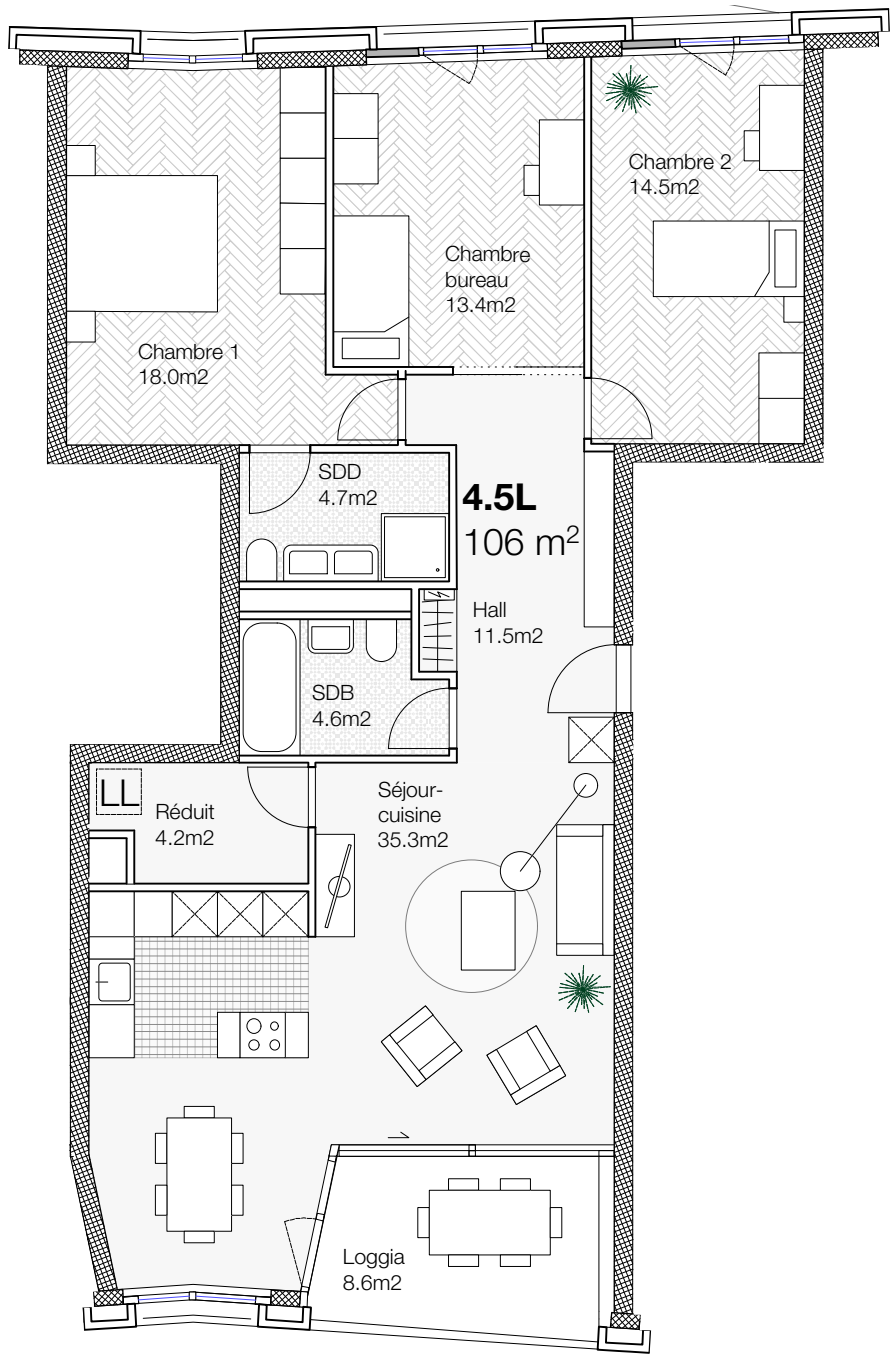 Chambre 2
14.5m2
Chambre
bureau
13.4m2
Chambre 1
18.0m2
SDD
4.7m2
4.5L
106 m²
Hall
11.5m2
SDB
4.6m2
LL
Réduit
4.2m2
Séjour-
cuisine
35.3m2
Loggia
8.6m2